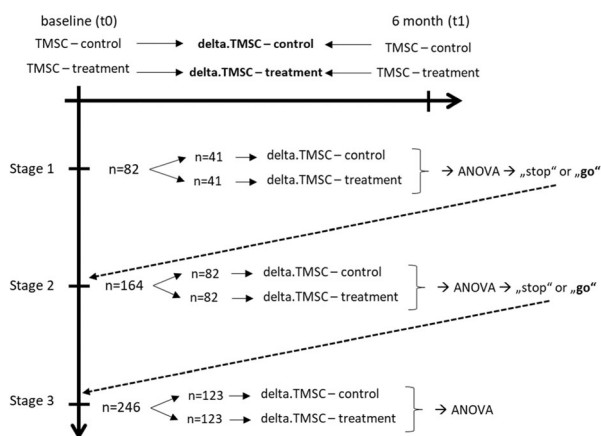 baseline (t0) 6 month (t1)
TMSC – control delta.TMSC – control TMSC – control
TMSC – treatment delta.TMSC – treatment TMSC – treatment
Stage 1 n=82 n=41 delta.TMSC – control
n=41 delta.TMSC – treatment
→ ANOVA → „stop“ or „go“
Stage 2 n=164 n=82 delta.TMSC – control
n=82 delta.TMSC – treatment
→ ANOVA → „stop“ or „go“
Stage 3 n=246 n=123 delta.TMSC – control
n=123 delta.TMSC – treatment
→ ANOVA